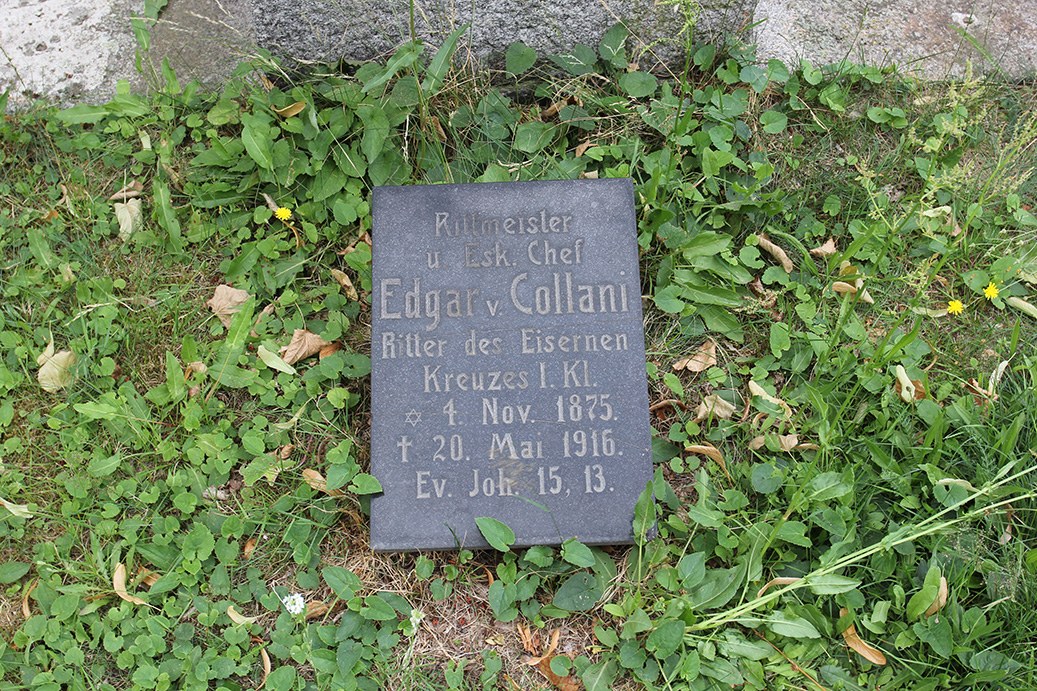 Rittmeister
u Esk. Chef
Edgar v. Collani
Ritter des Eisernen
Kreuzes I. Kl.
✡ 4. Nov. 1875.
† 20. Mai 1916.
Ev. Joh. 15, 13.